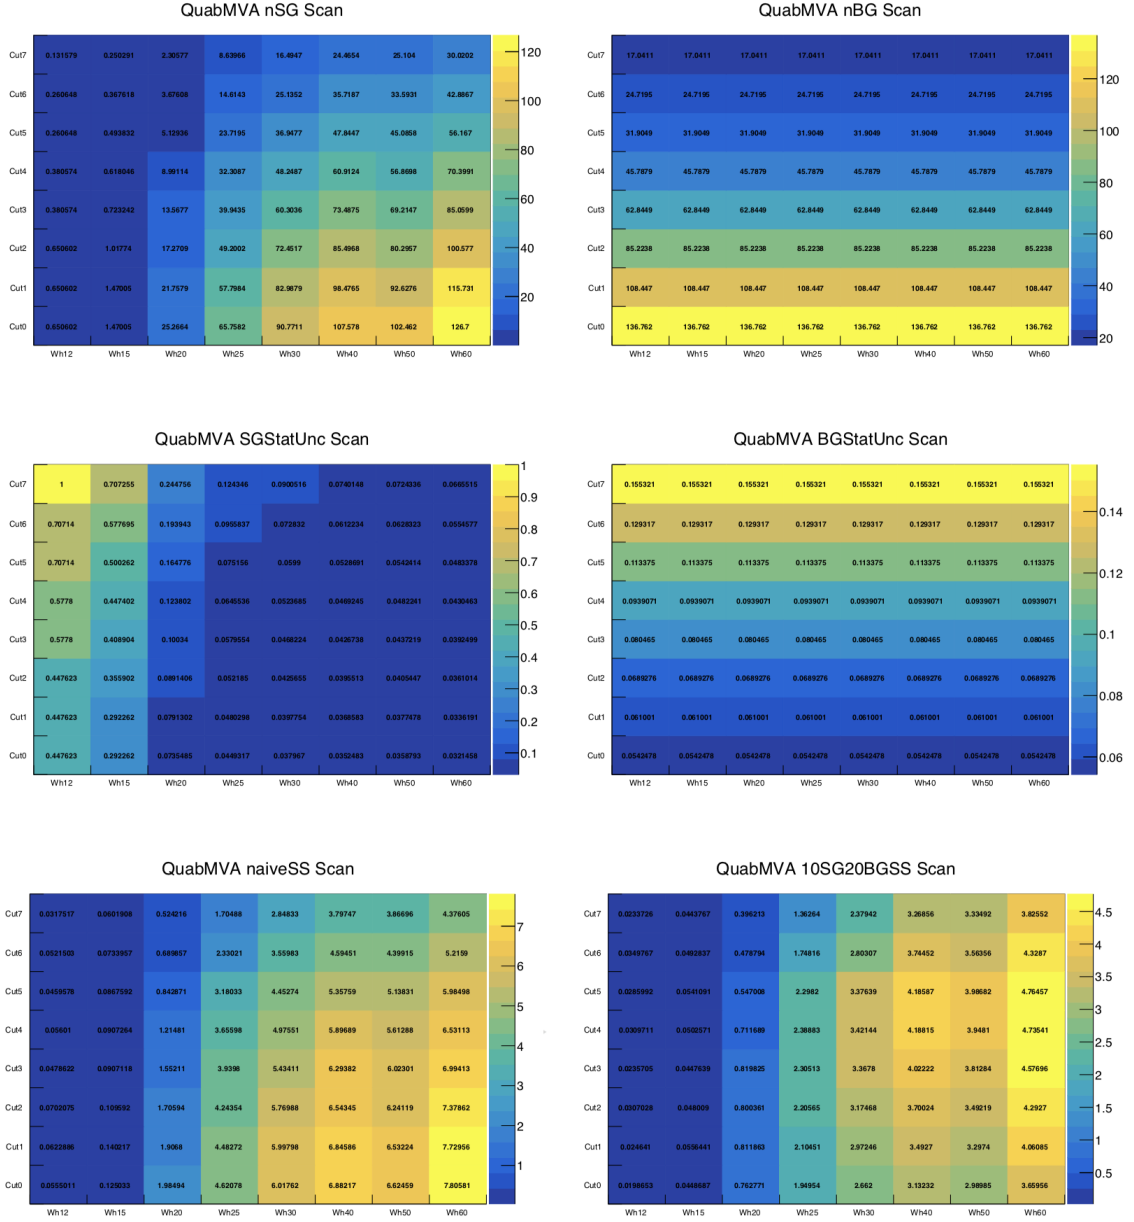 QuabMVA nSG Scan
Cut7 0.131579 0.250291 2.30577 8.63966 16.4947 24.4654 25.104 30.0202
Cut6 0.260648 0.367618 3.67608 14.6143 25.1352 35.7187 33.5931 42.8867
Cut5 0.260648 0.493832 5.12936 23.7195 36.9477 47.8447 45.0858 56.167
Cut4 0.380574 0.618046 8.99114 32.3087 48.2487 60.9124 56.8698 70.3991
Cut3 0.380574 0.723242 13.5677 39.9435 60.3036 73.4875 69.2147 85.0599
Cut2 0.650602 1.01774 17.2709 49.2002 72.4517 85.4968 80.2957 100.577
Cut1 0.650602 1.47005 21.7579 57.7984 82.9879 98.4765 92.6276 115.731
Cut0 0.650602 1.47005 25.2664 65.7582 90.7711 107.578 102.462 126.7
Wh12 Wh15 Wh20 Wh25 Wh30 Wh40 Wh50 Wh60
120
100
80
60
40
20
QuabMVA nBG Scan
17.0411 17.0411 17.0411 17.0411 17.0411 17.0411 17.0411 17.0411
Cut7
24.7195 24.7195 24.7195 24.7195 24.7195 24.7195 24.7195 24.7195
Cut6
31.9049 31.9049 31.9049 31.9049 31.9049 31.9049 31.9049 31.9049
Cut5
45.7879 45.7879 45.7879 45.7879 45.7879 45.7879 45.7879 45.7879
Cut4
62.8449 62.8449 62.8449 62.8449 62.8449 62.8449 62.8449 62.8449
Cut3
85.2238 85.2238 85.2238 85.2238 85.2238 85.2238 85.2238 85.2238
Cut2
108.447 108.447 108.447 108.447 108.447 108.447 108.447 108.447
Cut1
136.762 136.762 136.762 136.762 136.762 136.762 136.762 136.762
Cut0
Wh12 Wh15 Wh20 Wh25 Wh30 Wh40 Wh50 Wh60
120
100
80
60
40
20
QuabMVA SGStatUnc Scan
Cut7 1 0.707255 0.244756 0.124346 0.0900516 0.0740148 0.0724336 0.0665515
Cut6 0.70714 0.577695 0.193943 0.0955837 0.072832 0.0612234 0.0628323 0.0554577
Cut5 0.70714 0.500262 0.164776 0.075156 0.0599 0.0528691 0.0542414 0.0483378
Cut4 0.5778 0.447402 0.123802 0.0645536 0.0523685 0.0469245 0.0482241 0.0430463
Cut3 0.5778 0.408904 0.10034 0.0579554 0.0468224 0.0426738 0.0437219 0.0392499
Cut2 0.447623 0.355902 0.0891406 0.052185 0.0425655 0.0395513 0.0405447 0.0361014
Cut1 0.447623 0.292262 0.0791302 0.0480298 0.0397754 0.0368583 0.0377478 0.0336191
Cut0 0.447623 0.292262 0.0735485 0.0449317 0.037967 0.0352483 0.0358793 0.0321458
Wh12 Wh15 Wh20 Wh25 Wh30 Wh40 Wh50 Wh60
1
0.9
0.8
0.7
0.6
0.5
0.4
0.3
0.2
0.1
QuabMVA BGStatUnc Scan
Cut7 0.155321 0.155321 0.155321 0.155321 0.155321 0.155321 0.155321 0.155321
Cut6 0.129317 0.129317 0.129317 0.129317 0.129317 0.129317 0.129317 0.129317
Cut5 0.113375 0.113375 0.113375 0.113375 0.113375 0.113375 0.113375 0.113375
Cut4 0.0939071 0.0939071 0.0939071 0.0939071 0.0939071 0.0939071 0.0939071 0.0939071
Cut3 0.080465 0.080465 0.080465 0.080465 0.080465 0.080465 0.080465 0.080465
Cut2 0.0689276 0.0689276 0.0689276 0.0689276 0.0689276 0.0689276 0.0689276 0.0689276
Cut1 0.061001 0.061001 0.061001 0.061001 0.061001 0.061001 0.061001 0.061001
Cut0 0.0542478 0.0542478 0.0542478 0.0542478 0.0542478 0.0542478 0.0542478 0.0542478
Wh12 Wh15 Wh20 Wh25 Wh30 Wh40 Wh50 Wh60
0.14
0.12
0.1
0.08
0.06
QuabMVA naiveSS Scan
Cut7 0.0317517 0.0601908 0.524216 1.70488 2.84833 3.79747 3.86696 4.37605
Cut6 0.0521503 0.0733957 0.689857 2.33021 3.55983 4.59451 4.39915 5.2159
Cut5 0.0459578 0.0867592 0.842871 3.18033 4.45274 5.35759 5.13831 5.98498
Cut4 0.05601 0.0907264 1.21481 3.65598 4.97551 5.89689 5.61288 6.53113
Cut3 0.0478622 0.0907118 1.55211 3.9398 5.43411 6.29382 6.02301 6.99413
Cut2 0.0702075 0.109592 1.70594 4.24354 5.76988 6.54345 6.24119 7.37862
Cut1 0.0622886 0.140217 1.9068 4.48272 5.99798 6.84586 6.53224 7.72956
Cut0 0.0555011 0.125033 1.98494 4.62078 6.01762 6.88217 6.62459 7.80581
Wh12 Wh15 Wh20 Wh25 Wh30 Wh40 Wh50 Wh60
7
6
5
4
3
2
1
QuabMVA 10SG20BGSS Scan
Cut7 0.0233726 0.0443767 0.396213 1.36264 2.37942 3.26856 3.33492 3.82552
Cut6 0.0349767 0.0492837 0.478794 1.74816 2.80307 3.74452 3.56356 4.3287
Cut5 0.0285992 0.0541091 0.547008 2.2982 3.37639 4.18587 3.98682 4.76457
Cut4 0.0309711 0.0502571 0.711689 2.38883 3.42144 4.18815 3.9481 4.73541
Cut3 0.0235705 0.0447639 0.819825 2.30513 3.3678 4.02222 3.81284 4.57696
Cut2 0.0307028 0.048009 0.800361 2.20565 3.17468 3.70024 3.49219 4.2927
Cut1 0.024641 0.0556441 0.811863 2.10451 2.97246 3.4927 3.2974 4.06085
Cut0 0.0198653 0.0448687 0.762771 1.94954 2.662 3.13232 2.98985 3.65956
Wh12 Wh15 Wh20 Wh25 Wh30 Wh40 Wh50 Wh60
4.5
4
3.5
3
2.5
2
1.5
1
0.5